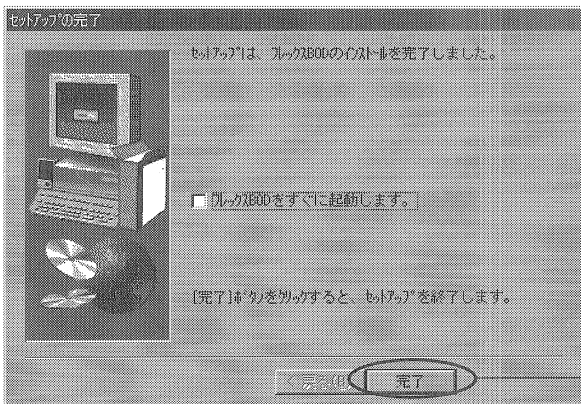 セットアップの完了
セットアップは、フレックスBODのインストールを完了しました。
フレックスBODをすぐに起動します。
[完了]ボタンをクリックすると、セットアップを終了します。
< 戻る(B) 完了